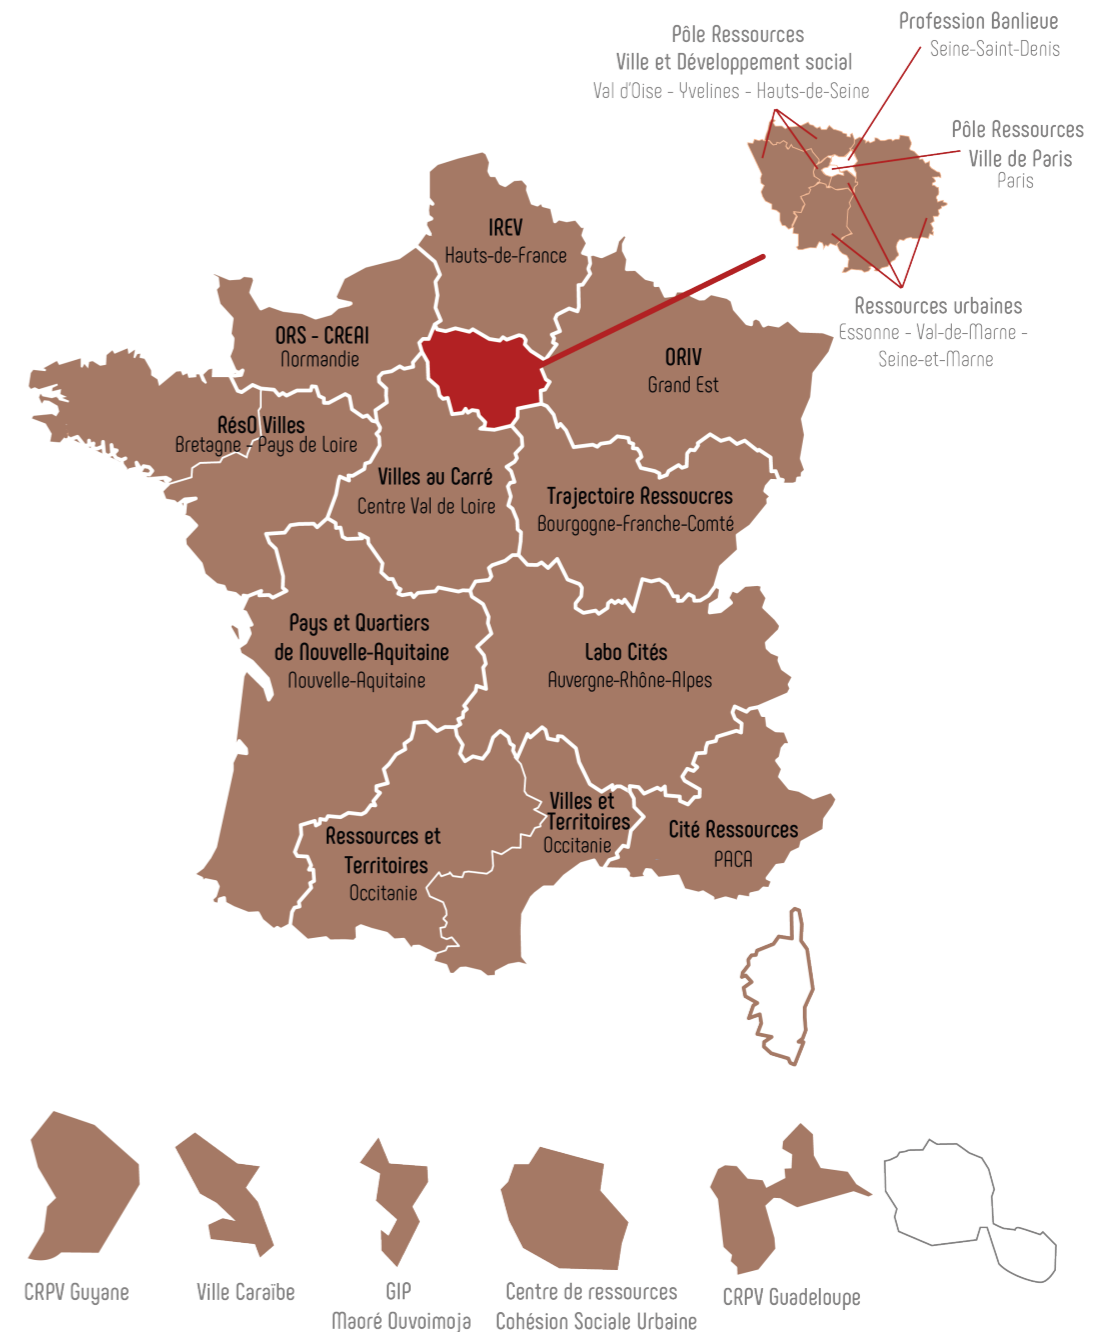 Pôle Ressources
Ville et Développement social
Val d'Oise - Yvelines - Hauts-de-Seine
Profession Banlieue
Seine-Saint-Denis
Pôle Ressources
Ville de Paris
Paris
Ressources urbaines
Essonne - Val-de-Marne -
Seine-et-Marne
IREV
Hauts-de-France
ORS - CREAI
Normandie
ORIV
Grand Est
RésO Villes
Bretagne - Pays de Loire
Villes au Carré
Centre Val de Loire
Trajectoire Ressoucres
Bourgogne-Franche-Comté
Pays et Quartiers
de Nouvelle-Aquitaine
Nouvelle-Aquitaine
Labo Cités
Auvergne-Rhône-Alpes
Ressources et
Territoires
Occitanie
Villes et
Territoires
Occitanie
Cité Ressources
PACA
CRPV Guyane
Ville Caraïbe
GIP
Maoré Ouvoimoja
Centre de ressources
Cohésion Sociale Urbaine
CRPV Guadeloupe